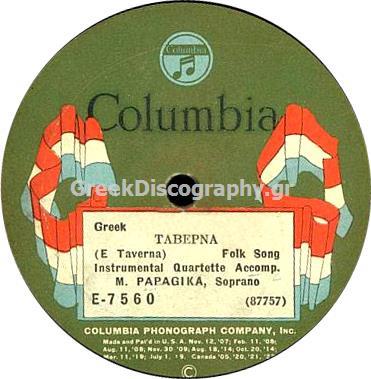 Columbia
Columbia
GreekDiscography.gr
Greek
ΤΑΒΕΡΝΑ
(E Taverna) Folk Song
Instrumental Quartette Accomp.
M. PAPAGIKA, Soprano
E-7560 (87757)
COLUMBIA PHONOGRAPH COMPANY, Inc.
Made and Pat'd in U.S.A. Nov. 12, '07; Feb. 11, '08;
Aug. 11, '08; Nov. 30, '09; Aug. 18, '14; Oct. 20, '14;
Mar. 11, '19; July 1, '19. Canada '05, '20, '21,
©